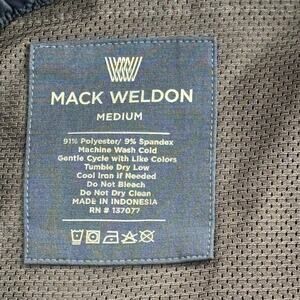 MACK WELDON
MEDIUM
91% Polyester/ 9% Spandex
Machine Wash Cold
Gentle Cycle with Like Colors
Tumble Dry Low
Cool Iron if Needed
Do Not Bleach
Do Not Dry Clean
MADE IN INDONESIA
RN # 137077